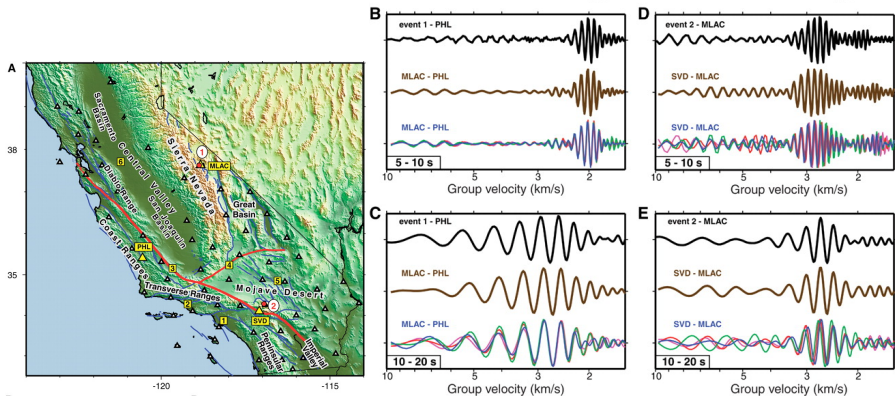 A
38
35
-120
-115
Sacramento Basin
Central Valley
San Joaquin Basin
Sierra Nevada
Great Basin
Diablo Range
Coast Ranges
Transverse Ranges
Mojave Desert
Peninsular Ranges
Imperial Valley
MLAC
PHL
SVD
1
2
6
3
4
5
2
1
B
event 1 - PHL
MLAC - PHL
MLAC - PHL
5 - 10 s
10 5 3 2
Group velocity (km/s)
C
event 1 - PHL
MLAC - PHL
MLAC - PHL
10 - 20 s
10 5 3 2
Group velocity (km/s)
D
event 2 - MLAC
SVD - MLAC
SVD - MLAC
5 - 10 s
10 5 3 2
Group velocity (km/s)
E
event 2 - MLAC
SVD - MLAC
SVD - MLAC
10 - 20 s
10 5 3 2
Group velocity (km/s)